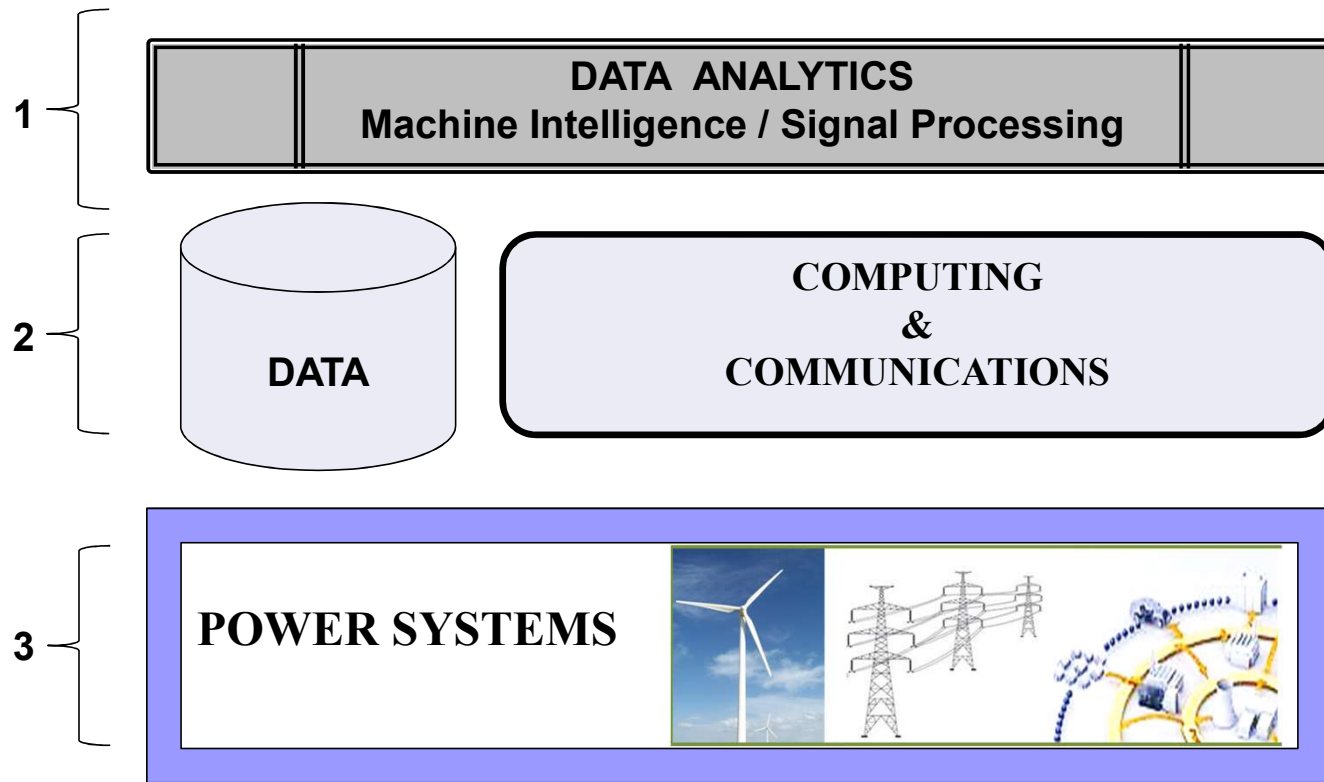 1
DATA ANALYTICS
Machine Intelligence / Signal Processing
2
DATA
COMPUTING
&
COMMUNICATIONS
3
POWER SYSTEMS